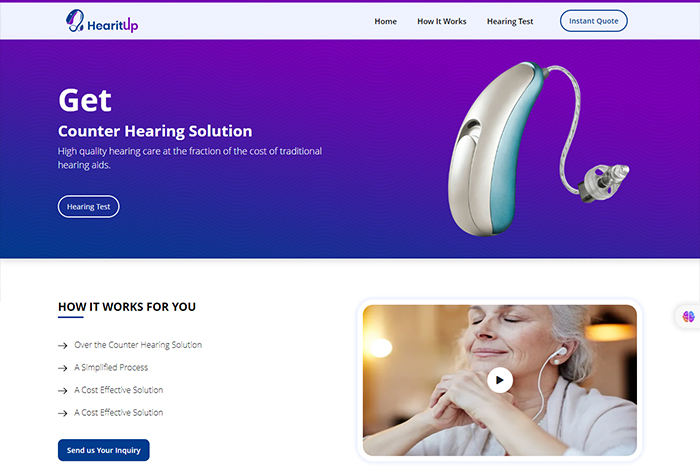 HearitUp
Home
How It Works
Hearing Test
Instant Quote
Get
Counter Hearing Solution
High quality hearing care at the fraction of the cost of traditional
hearing aids.
Hearing Test
HOW IT WORKS FOR YOU
Over the Counter Hearing Solution
A Simplified Process
A Cost Effective Solution
A Cost Effective Solution
Send us Your Inquiry